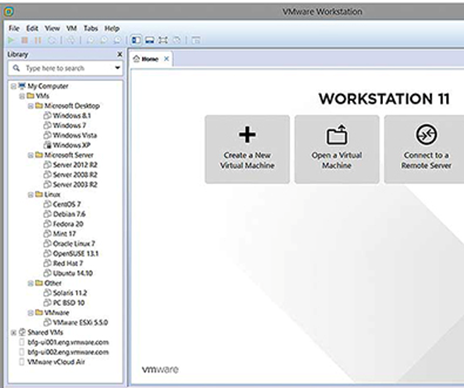 VMware Workstation
File Edit View VM Tabs Help
Library
Type here to search
My Computer
VMs
Microsoft Desktop
Windows 8.1
Windows 7
Windows Vista
Windows XP
Microsoft Server
Server 2012 R2
Server 2008 R2
Server 2003 R2
Linux
CentOS 7
Debian 7.6
Fedora 20
Mint 17
Oracle Linux 7
OpenSUSE 13.1
Red Hat 7
Ubuntu 14.10
Other
Solaris 11.2
PC BSD 10
VMware
VMware ESXi 5.5.0
Shared VMs
bfg-ui001.eng.vmware.com
bfg-ui002.eng.vmware.com
VMware vCloud Air
Home
WORKSTATION 11
Create a New
Virtual Machine
Open a Virtual
Machine
Connect to a
Remote Server
vmware